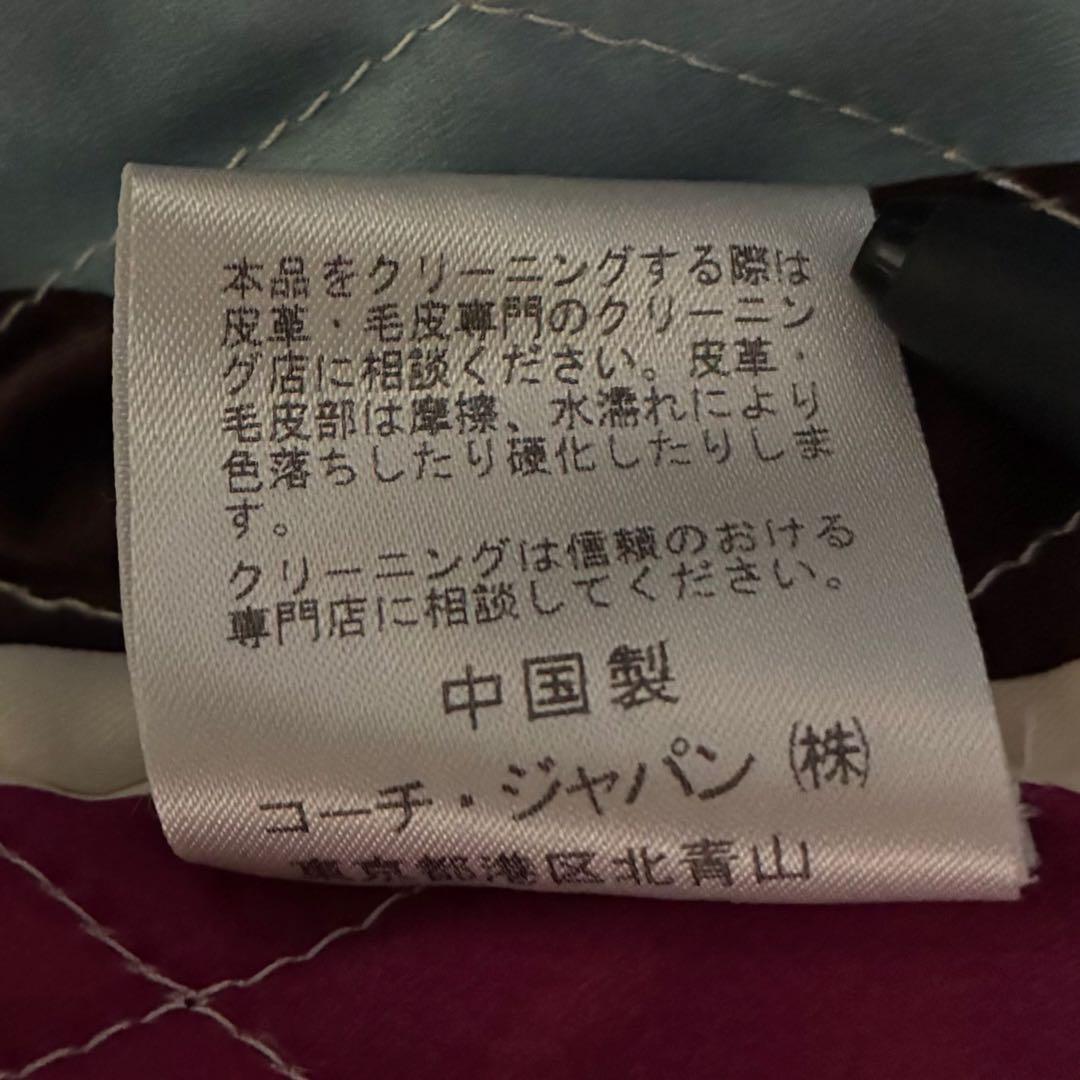 本品をクリーニングする際は
皮革・毛皮専門のクリーニン
グ店に相談ください。皮革・
毛皮部は摩擦、水濡れにより
色落ちしたり硬化したりしま
す。
クリーニングは信頼のおける
専門店に相談してください。
中国製
コーチ・ジャパン㈱
東京都港区北青山